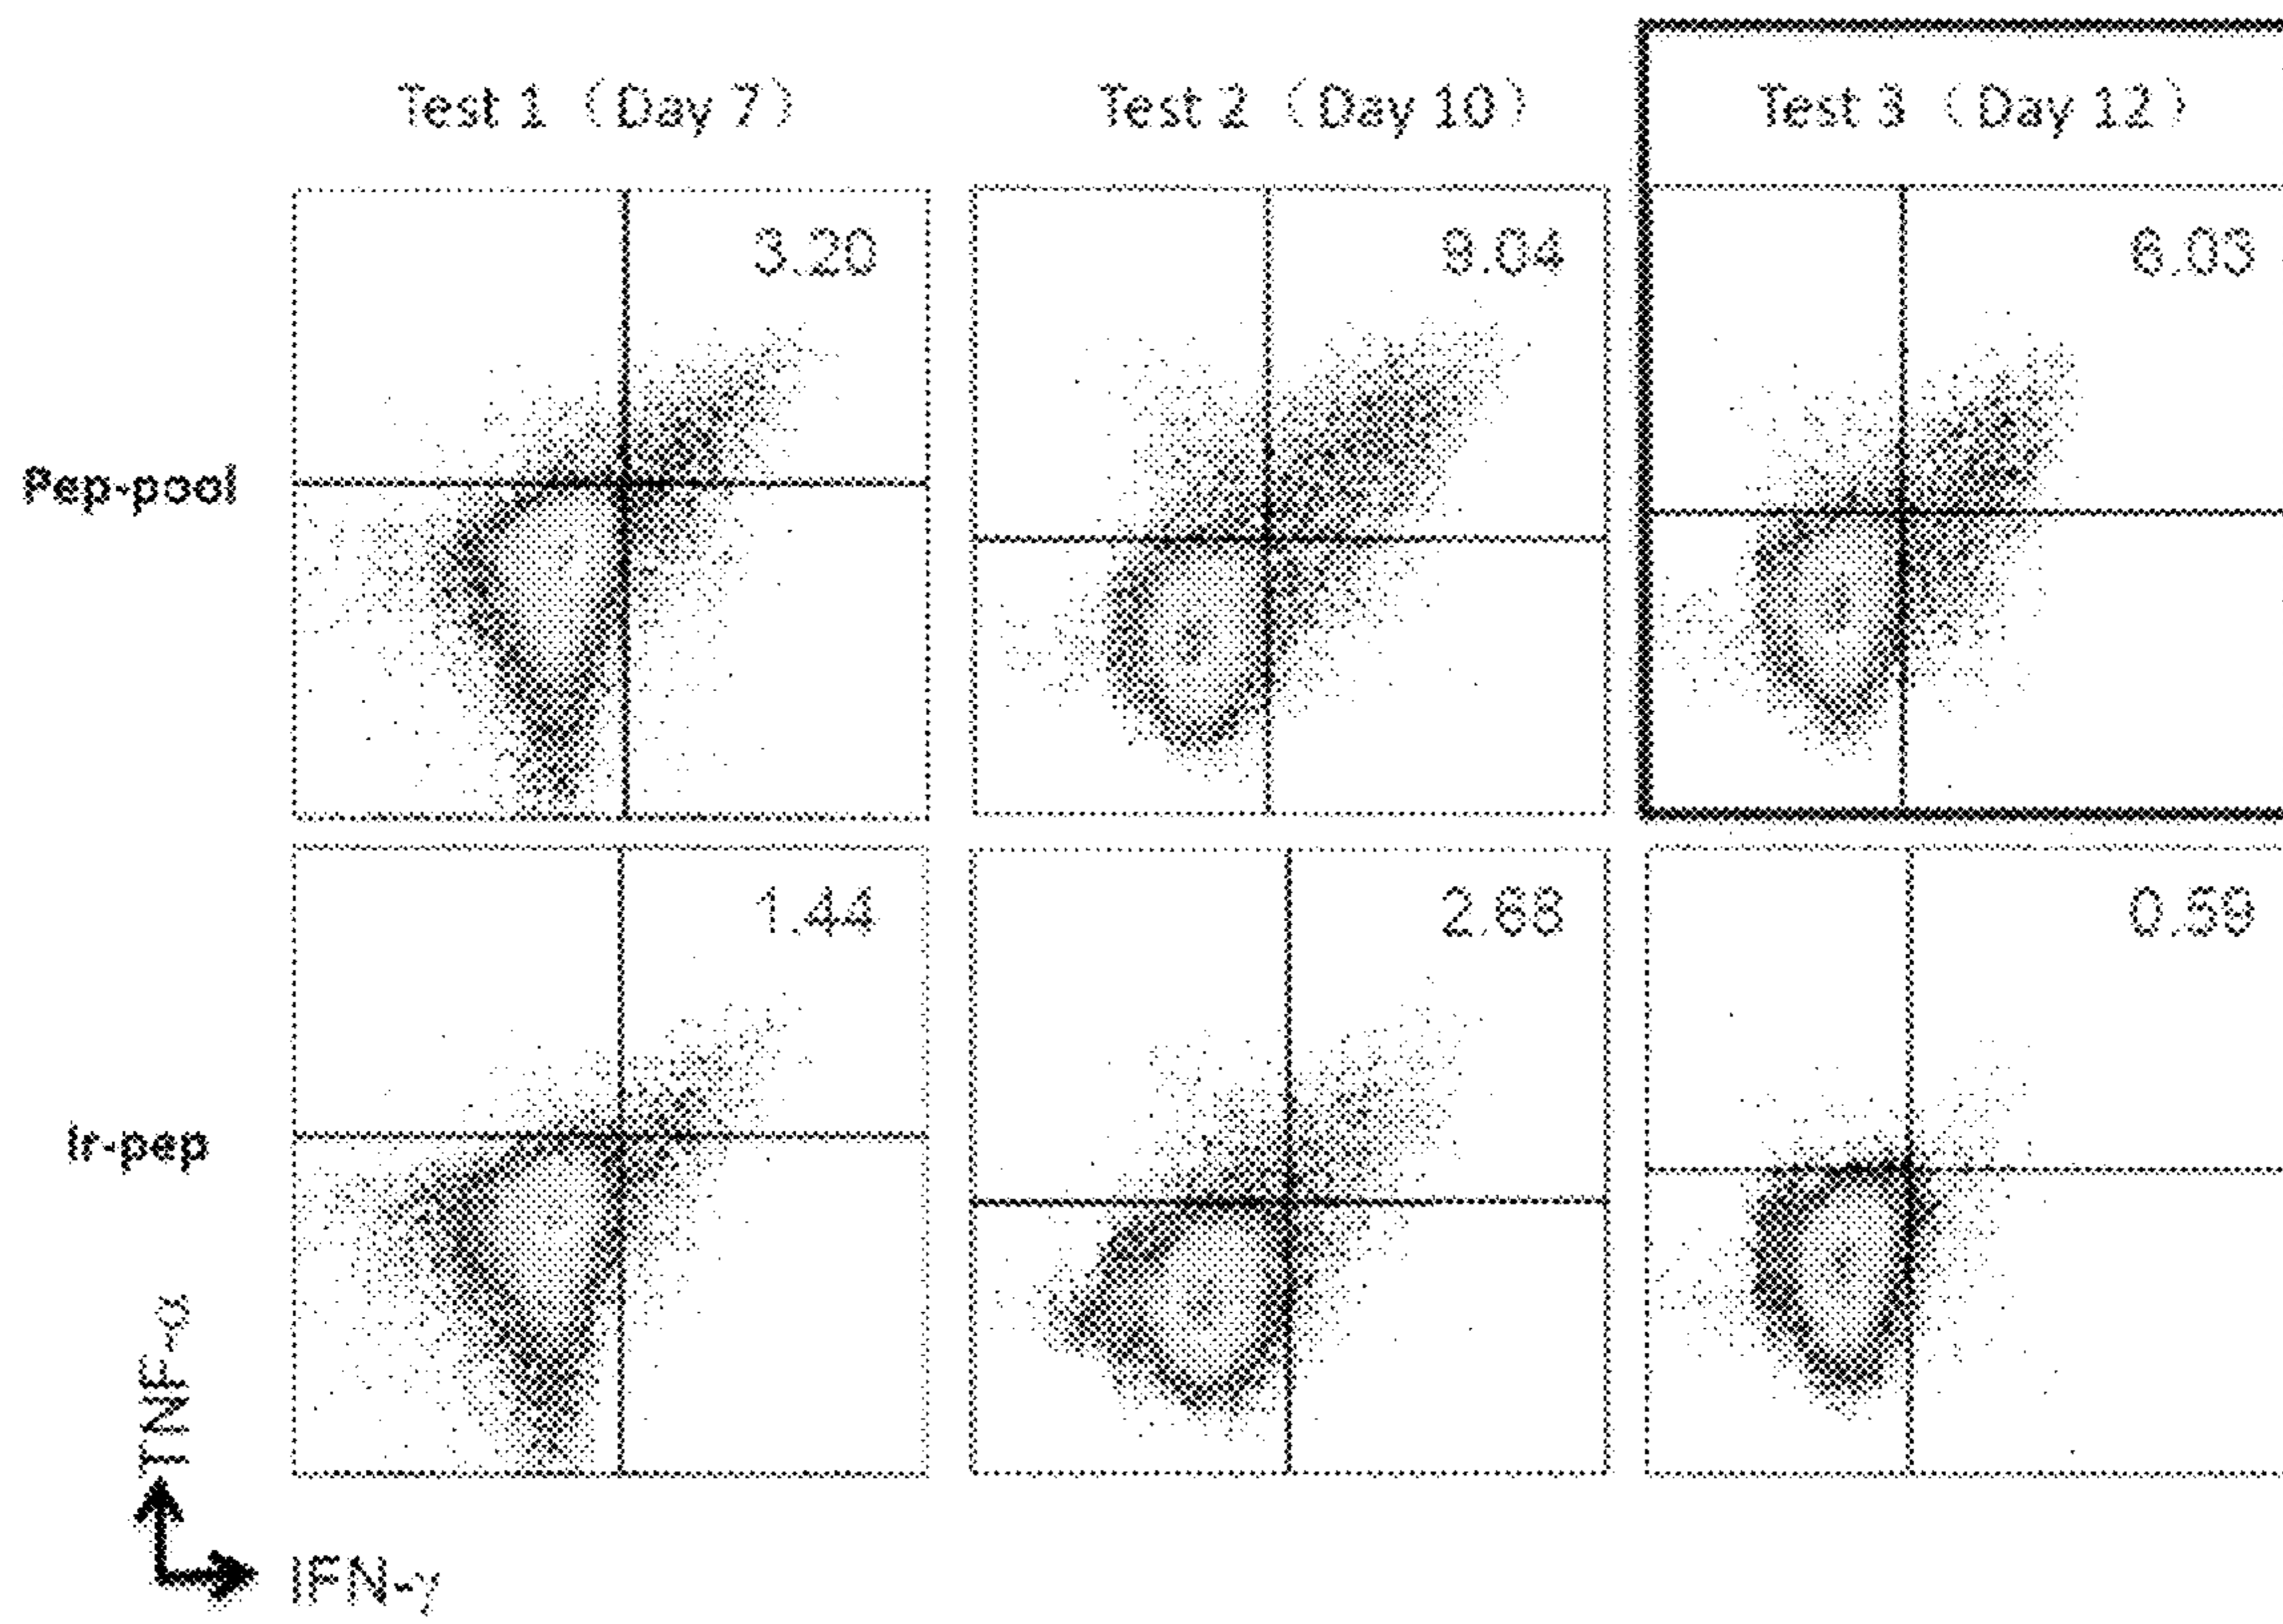 Test 1（Day 7）
Test 2（Day 10）
Test 3（Day 12）
3.20
9.04
6.03
Pep-pool
1.44
2.68
0.59
Ir-pep
TNF-α
IFN-γ